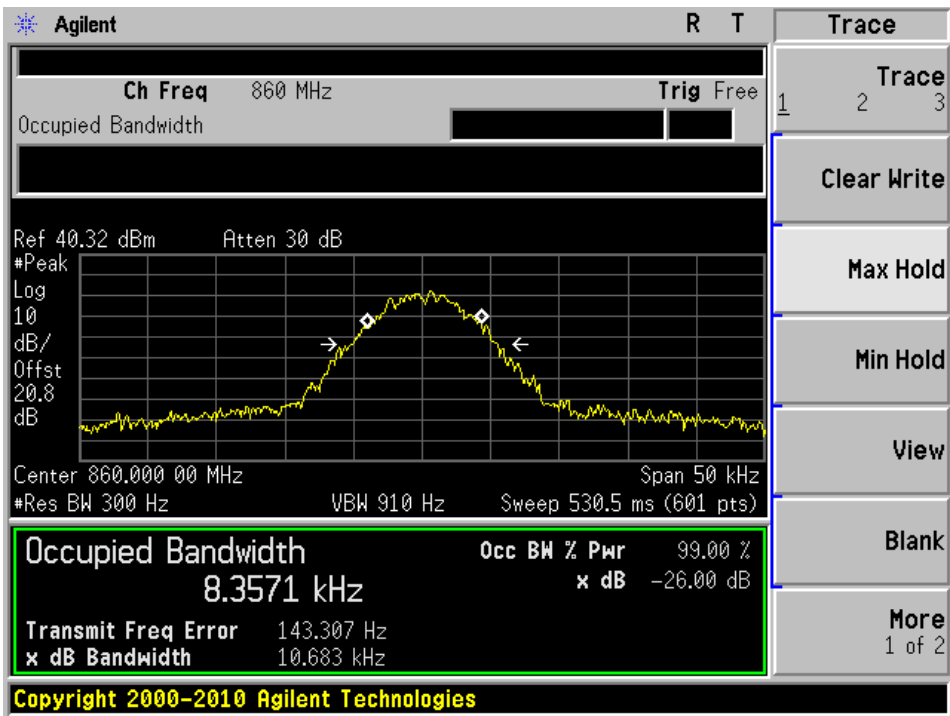 Agilent R T Trace
Ch Freq 860 MHz Trig Free
Occupied Bandwidth
Trace
1 2 3
Clear Write
Ref 40.32 dBm Atten 30 dB
#Peak
Log
10
dB/
Offst
20.8
dB
Max Hold
Min Hold
View
Center 860.000 00 MHz Span 50 kHz
#Res BW 300 Hz VBW 910 Hz Sweep 530.5 ms (601 pts)
Occupied Bandwidth
8.3571 kHz
Occ BW % Pwr 99.00 %
x dB -26.00 dB
Transmit Freq Error 143.307 Hz
x dB Bandwidth 10.683 kHz
Blank
More
1 of 2
Copyright 2000-2010 Agilent Technologies